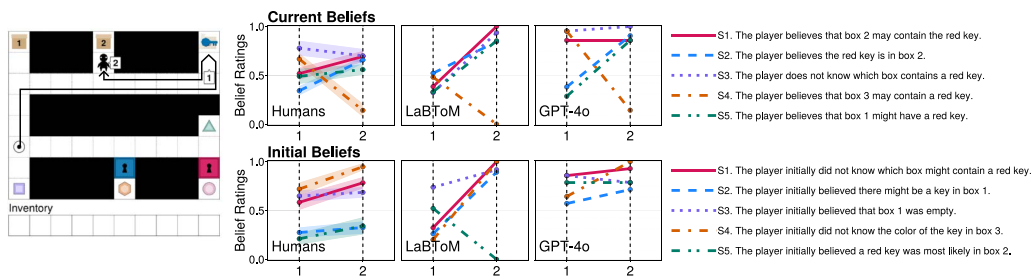 1
2
2
1
Inventory
Current Beliefs
Belief Ratings
1.0
0.5
0.0
Humans
LaBToM
GPT-4o
1 2
1 2
1 2
S1. The player believes that box 2 may contain the red key.
S2. The player believes the red key is in box 2.
S3. The player does not know which box contains a red key.
S4. The player believes that box 3 may contain a red key.
S5. The player believes that box 1 might have a red key.
Initial Beliefs
Belief Ratings
1.0
0.5
0.0
Humans
LaBToM
GPT-4o
1 2
1 2
1 2
S1. The player initially did not know which box might contain a red key.
S2. The player initially believed there might be a key in box 1.
S3. The player initially believed that box 1 was empty.
S4. The player initially did not know the color of the key in box 3.
S5. The player initially believed a red key was most likely in box 2.